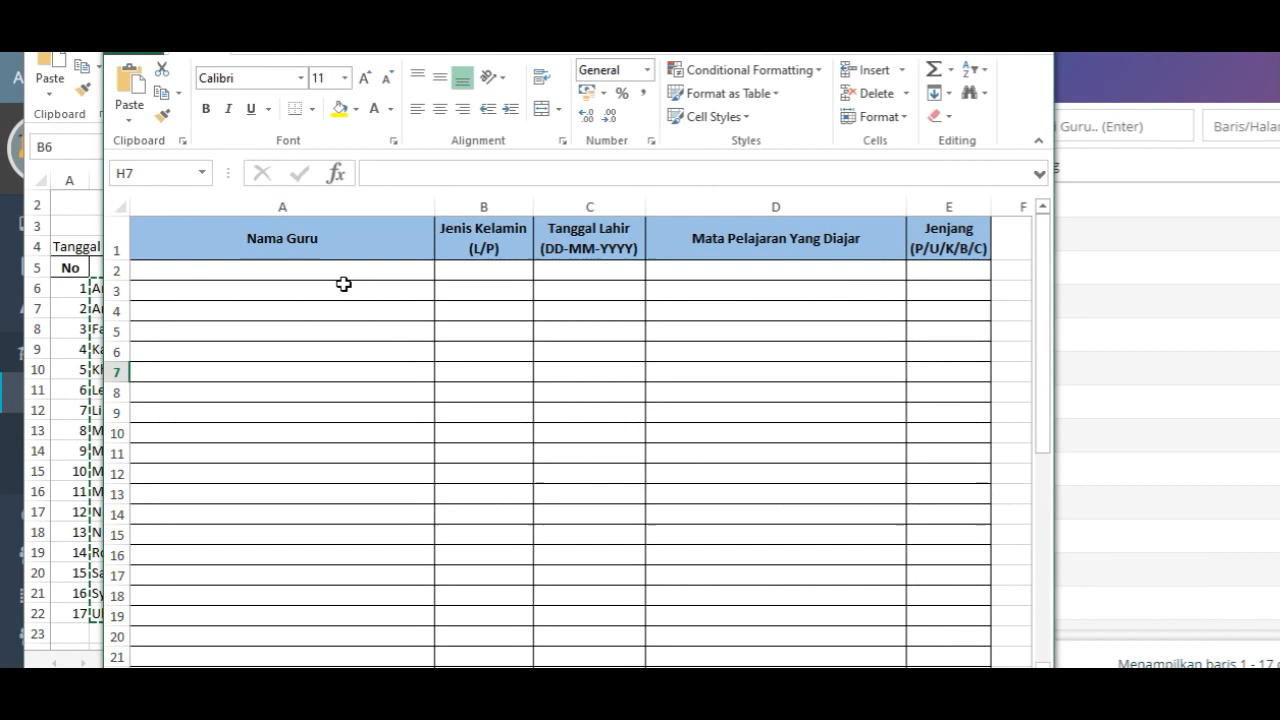 A
Paste
Clipboard
B6
A
2
3
4 Tanggal
5 No
6 1
7 2
8 3
9 4
10 5
11 6
12 7
13 8
14 9
15 10
16 11
17 12
18 13
19 14
20 15
21 16
22 17
23
Paste
Clipboard
Calibri 11
B I U
Font
Alignment
General
%
Number
Conditional Formatting
Format as Table
Cell Styles
Styles
Insert
Delete
Format
Cells
Editing
H7
fx
A B C D E F
1 Nama Guru Jenis Kelamin (L/P) Tanggal Lahir (DD-MM-YYYY) Mata Pelajaran Yang Diajar Jenjang (P/U/K/B/C)
2
3
4
5
6
7
8
9
10
11
12
13
14
15
16
17
18
19
20
21
Guru.. (Enter)
Baris/Halan
Menampilkan baris 1 - 17